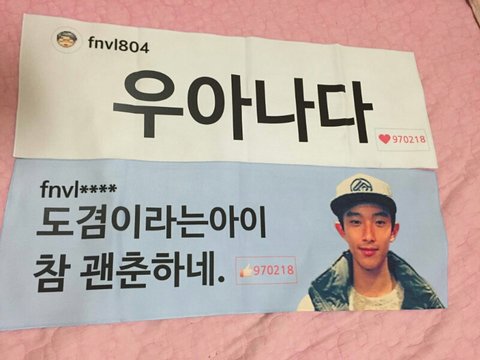 fnvl804
우아나다
970218
fnvl****
도겸이라는아이
참 괜춘하네.
970218